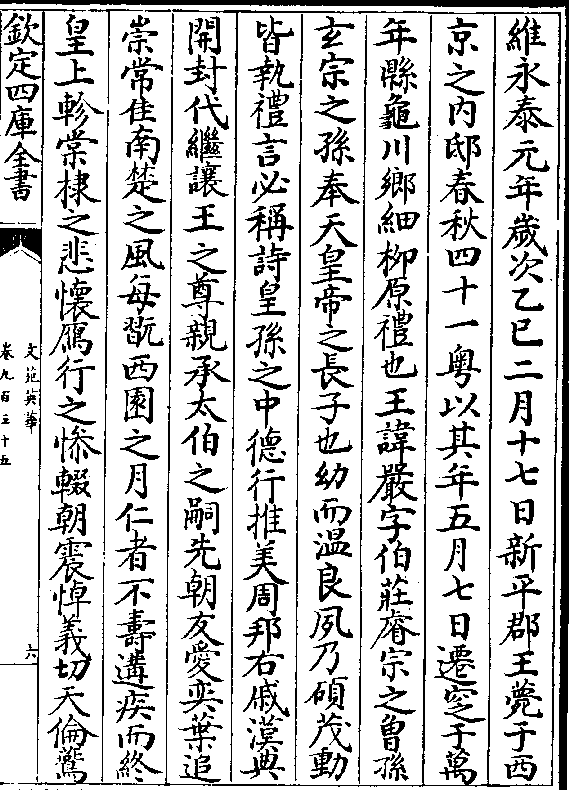 維永泰元年歲次乙巳二月十七日新平郡王薨于西
京之內邸春秋四十一粤以其年五月七日遷窆于萬
年縣龜川鄉細柳原禮也王諱嚴字伯莊睿宗之曾孫
玄宗之孫奉天皇帝之長子也幼而溫良夙乃碩茂動
皆執禮言必稱詩皇孫之中德行推美周邦右戚漢典
開封代繼讓王之尊親承太伯之嗣先朝友愛奕葉追
崇常佳南楚之風每翫西園之月仁者不壽遘疾而終
皇上軫棠棣之悲懷鴈行之慘輟朝震悼義切天倫鷟
欽定四庫全書
文苑英華
卷九百三十五
六